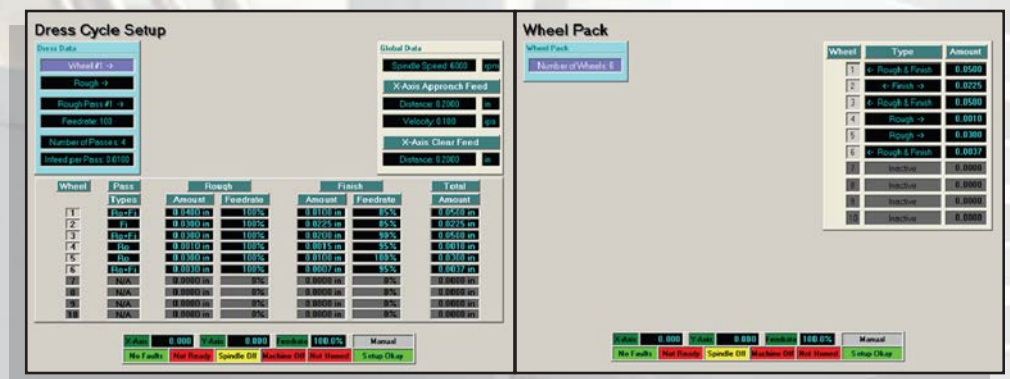 Dress Cycle Setup
Dress Data
Wheel #1 ->
Rough ->
Rough Pass #1 ->
Feedrate: 100
Number of Passes: 4
Infeed per Pass: 0.0100
Global Data
Spindle Speed: 6000 rpm
X-Axis Approach Feed
Distance: 0.2000 in
Velocity: 0.100 ips
X-Axis Clear Feed
Distance: 0.2000 in
Wheel Pass Rough Finish Total
Types Amount Feedrate Amount Feedrate Amount
1 Ro+Fi 0.0400 in 100% 0.0100 in 85% 0.0500 in
2 Fi 0.0300 in 100% 0.0225 in 85% 0.0225 in
3 Ro+Fi 0.0300 in 100% 0.0200 in 90% 0.0500 in
4 Ro 0.0010 in 100% 0.0015 in 95% 0.0010 in
5 Ro 0.0300 in 100% 0.0100 in 100% 0.0300 in
6 Ro+Fi 0.0030 in 100% 0.0007 in 95% 0.0037 in
7 N/A 0.0000 in 0% 0.0000 in 0% 0.0000 in
8 N/A 0.0000 in 0% 0.0000 in 0% 0.0000 in
9 N/A 0.0000 in 0% 0.0000 in 0% 0.0000 in
10 N/A 0.0000 in 0% 0.0000 in 0% 0.0000 in
X-Axis 0.000 Y-Axis 0.000 Feedrate 100.0% Manual
No Faults Not Ready Spindle Off Machine Off Not Homed Setup Okay
Wheel Pack
Wheel Pack
Number of Wheels: 6
Wheel Type Amount
1 <- Rough & Finish 0.0500
2 <- Finish -> 0.0225
3 <- Rough & Finish 0.0500
4 Rough -> 0.0010
5 Rough -> 0.0300
6 <- Rough & Finish 0.0037
7 Inactive 0.0000
8 Inactive 0.0000
9 Inactive 0.0000
10 Inactive 0.0000
X-Axis 0.000 Y-Axis 0.000 Feedrate 100.0% Manual
No Faults Not Ready Spindle Off Machine Off Not Homed Setup Okay